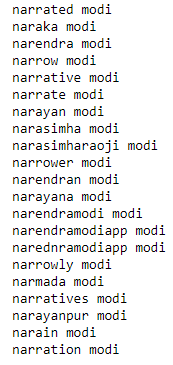 narrated modi
naraka modi
narendra modi
narrow modi
narrative modi
narrate modi
narayan modi
narasimha modi
narasimharaoji modi
narrower modi
narendran modi
narayana modi
narendramodi modi
narendramodiapp modi
narednramodiapp modi
narrowly modi
narmada modi
narratives modi
narayanpur modi
narain modi
narration modi